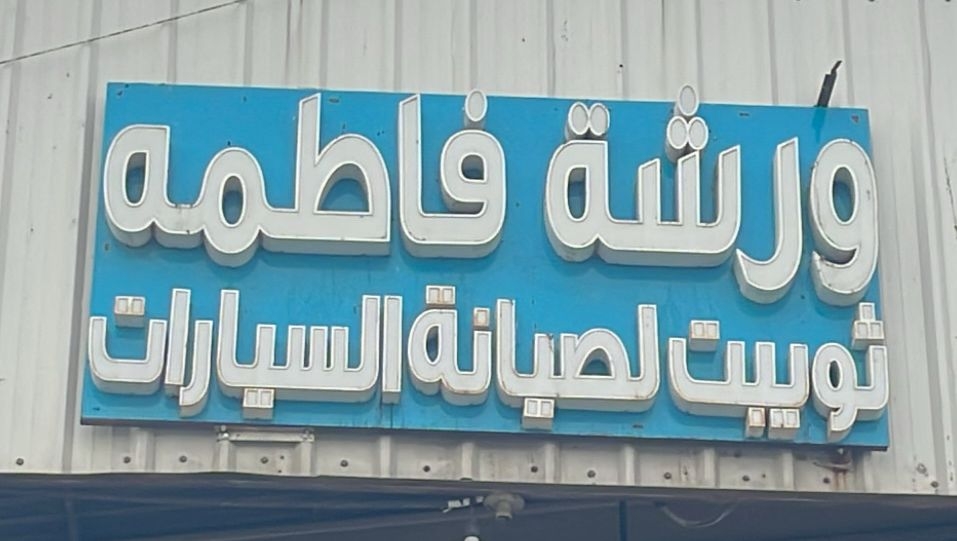 ورشة فاطمه
ثويبت لصيانة السيارات